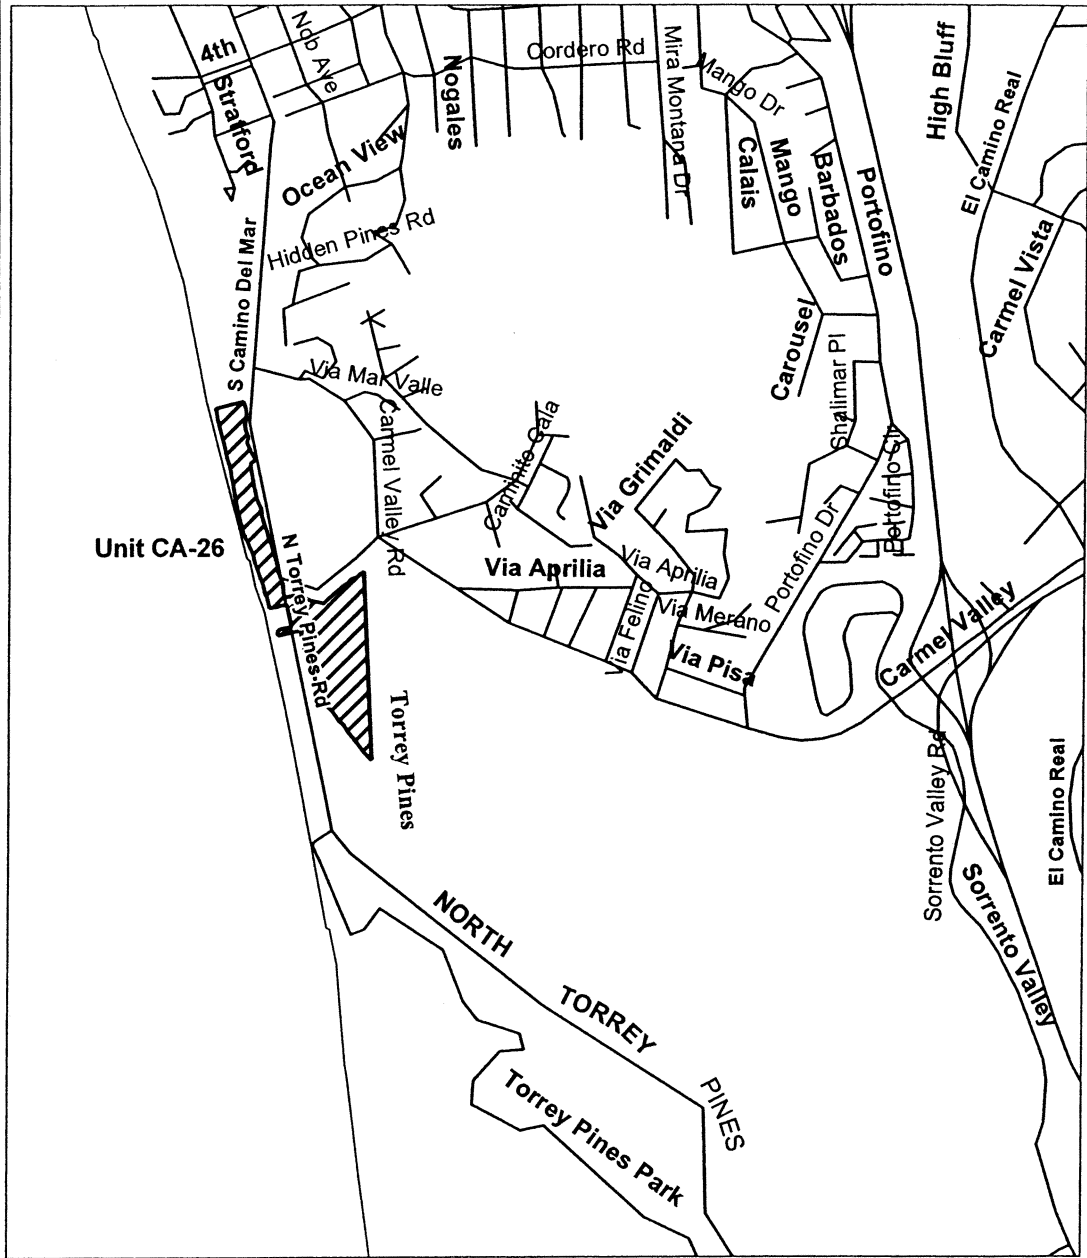 4th
Nob Ave
Stratford
Nogales
Cordero Rd
Mira Montana Dr
Mango Dr
High Bluff
El Camino Real
Ocean View
Calais
Mango
Barbados
Portofino
Hidden Pines Rd
S Camino Del Mar
Carmel Vista
Carousel
Shalimar Pl
Via Mar Valle
Carmel Valley Rd
Caminito Cala
Via Grimaldi
Portofino Cir
Unit CA-26
N Torrey Pines Rd
Via Aprilia
Via Aprilia
Portofino Dr
Via Felino
Via Merano
Via Pisa
Carmel Valley
Torrey Pines
Sorrento Valley Rd
El Camino Real
Sorrento Valley
NORTH
TORREY
PINES
Torrey Pines Park